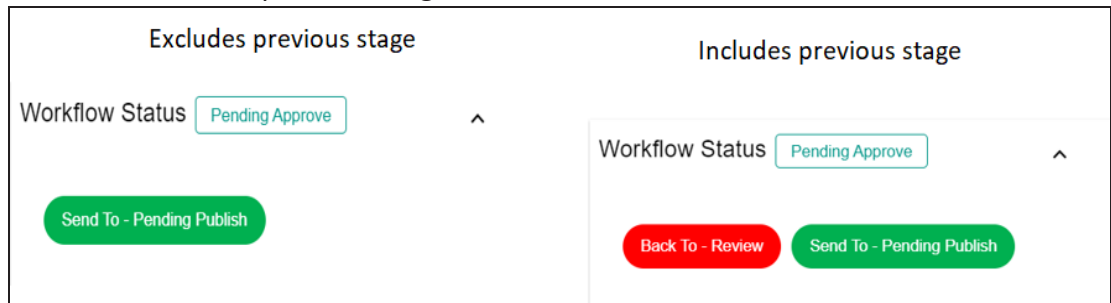 Excludes previous stage
Workflow Status Pending Approve
Send To - Pending Publish
Includes previous stage
Workflow Status Pending Approve
Back To - Review Send To - Pending Publish